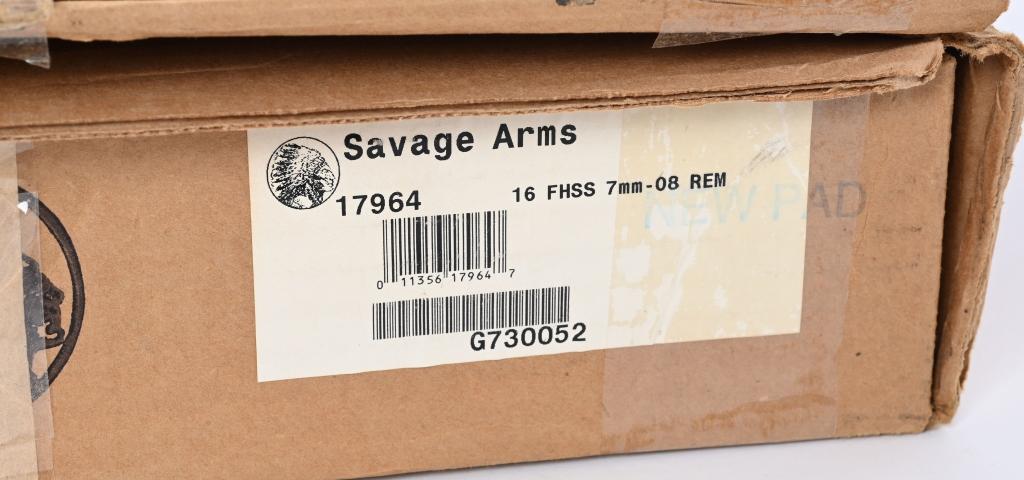 Savage Arms
17964
16 FHSS 7mm-08 REM
NEW PAD
0 11356 17964 7
G730052